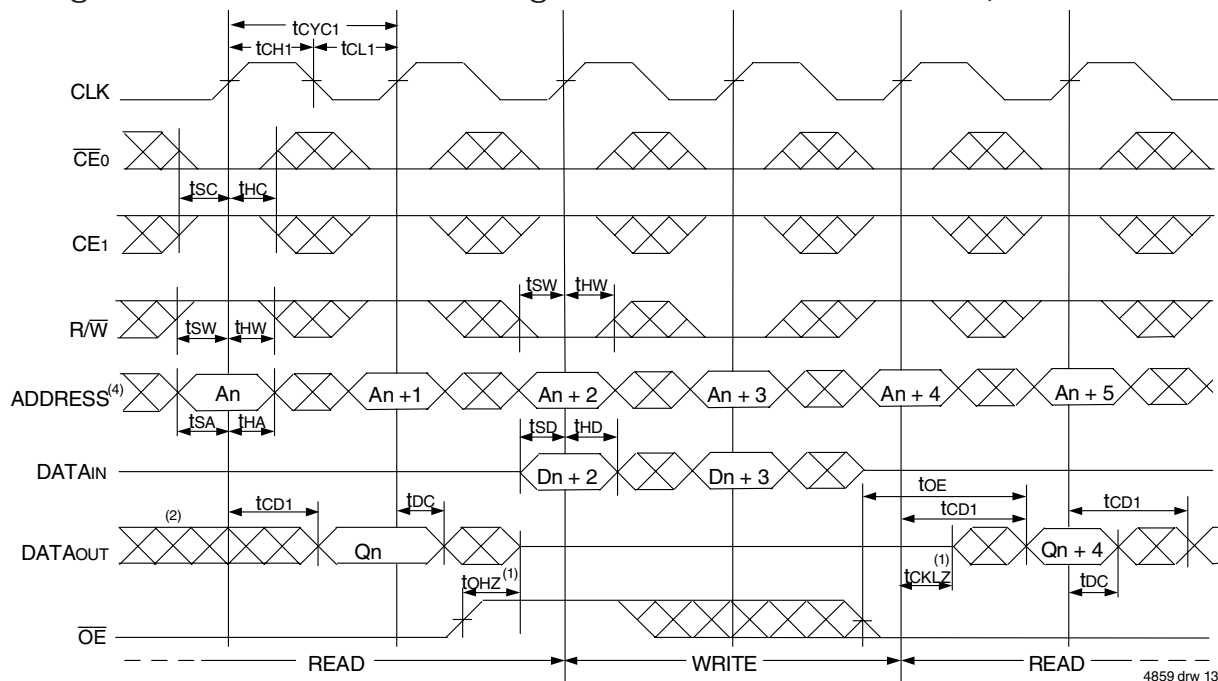 tCYC1
tCH1 tCL1
CLK
CE0
tSC tHC
CE1
tSW tHW
R/W
tSW tHW
ADDRESS(4) An An + 1 An + 2 An + 3 An + 4 An + 5
tSA tHA
tSD tHD
DATAIN Dn + 2 Dn + 3
tOE
tCD1 tDC tCD1 tCD1
(2)
DATAOUT Qn Qn + 4
tOHZ(1) tCKLZ(1) tDC
OE
READ WRITE READ
4859 drw 13